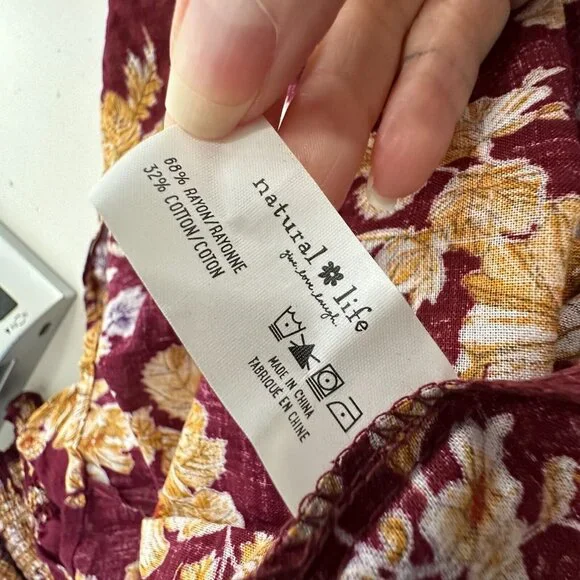 68% RAYON/RAYONNE
32% COTTON/COTON
natural life
give. love. laugh.
MADE IN CHINA
FABRIQUÉ EN CHINE